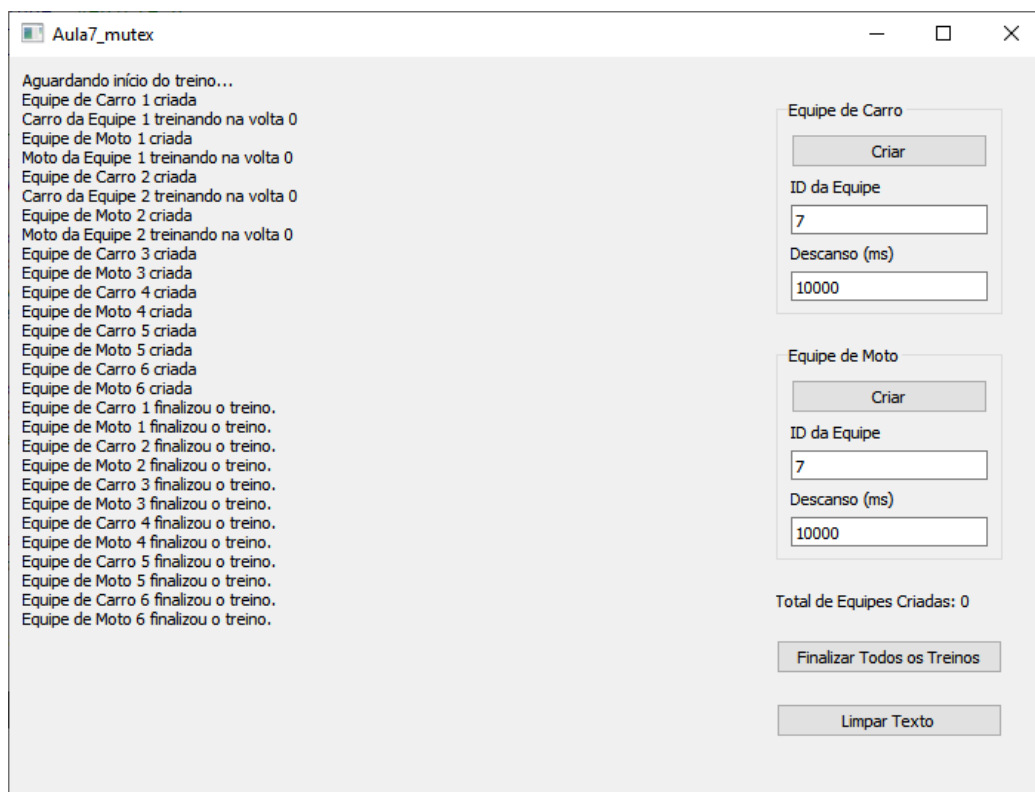 Aula7_mutex
Aguardando início do treino...
Equipe de Carro 1 criada
Carro da Equipe 1 treinando na volta 0
Equipe de Moto 1 criada
Moto da Equipe 1 treinando na volta 0
Equipe de Carro 2 criada
Carro da Equipe 2 treinando na volta 0
Equipe de Moto 2 criada
Moto da Equipe 2 treinando na volta 0
Equipe de Carro 3 criada
Equipe de Moto 3 criada
Equipe de Carro 4 criada
Equipe de Moto 4 criada
Equipe de Carro 5 criada
Equipe de Moto 5 criada
Equipe de Carro 6 criada
Equipe de Moto 6 criada
Equipe de Carro 1 finalizou o treino.
Equipe de Moto 1 finalizou o treino.
Equipe de Carro 2 finalizou o treino.
Equipe de Moto 2 finalizou o treino.
Equipe de Carro 3 finalizou o treino.
Equipe de Moto 3 finalizou o treino.
Equipe de Carro 4 finalizou o treino.
Equipe de Moto 4 finalizou o treino.
Equipe de Carro 5 finalizou o treino.
Equipe de Moto 5 finalizou o treino.
Equipe de Carro 6 finalizou o treino.
Equipe de Moto 6 finalizou o treino.
Equipe de Carro
Criar
ID da Equipe
7
Descanso (ms)
10000
Equipe de Moto
Criar
ID da Equipe
7
Descanso (ms)
10000
Total de Equipes Criadas: 0
Finalizar Todos os Treinos
Limpar Texto